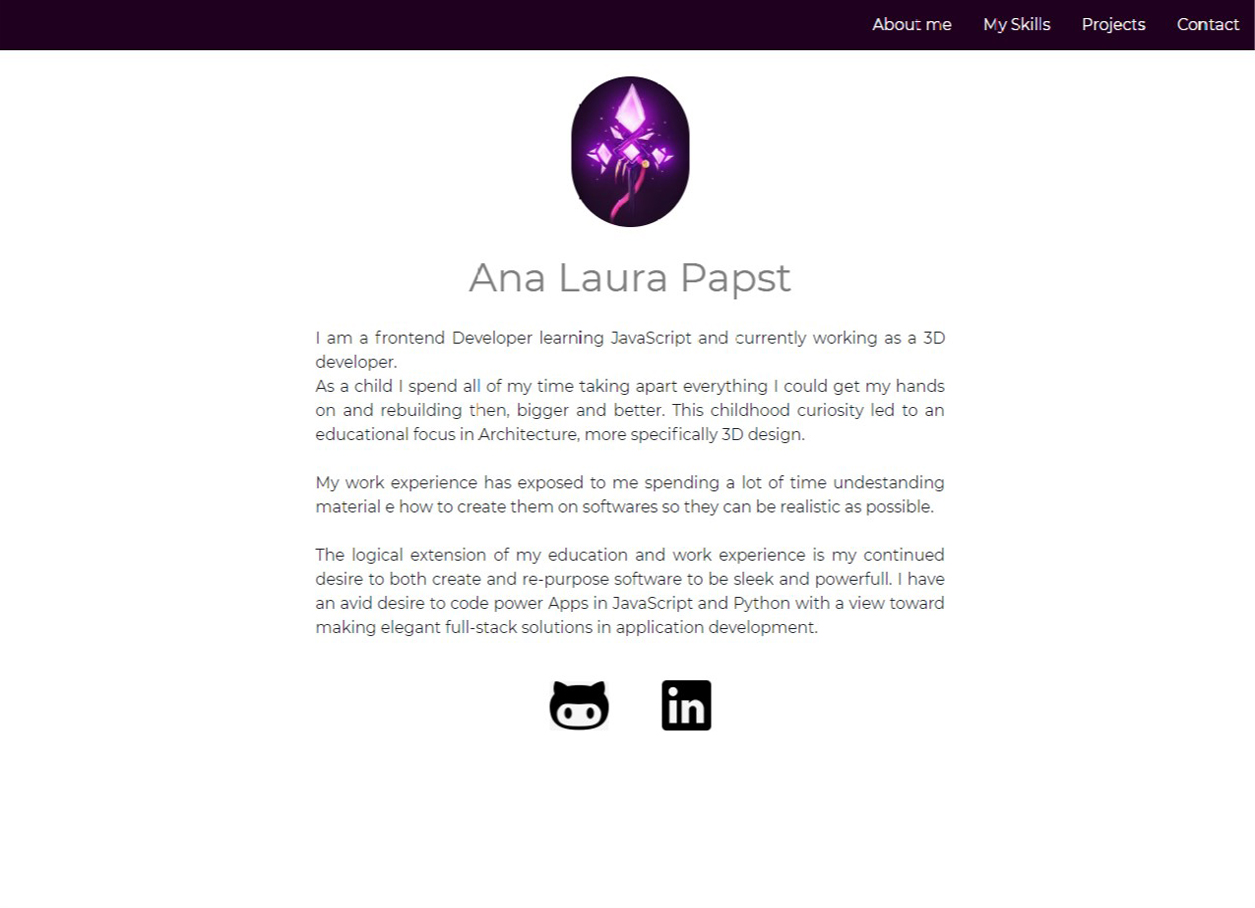 About me My Skills Projects Contact
Ana Laura Papst
I am a frontend Developer learning JavaScript and currently working as a 3D
developer.
As a child I spend all of my time taking apart everything I could get my hands
on and rebuilding then, bigger and better. This childhood curiosity led to an
educational focus in Architecture, more specifically 3D design.
My work experience has exposed to me spending a lot of time undestanding
material e how to create them on softwares so they can be realistic as possible.
The logical extension of my education and work experience is my continued
desire to both create and re-purpose software to be sleek and powerfull. I have
an avid desire to code power Apps in JavaScript and Python with a view toward
making elegant full-stack solutions in application development.
in